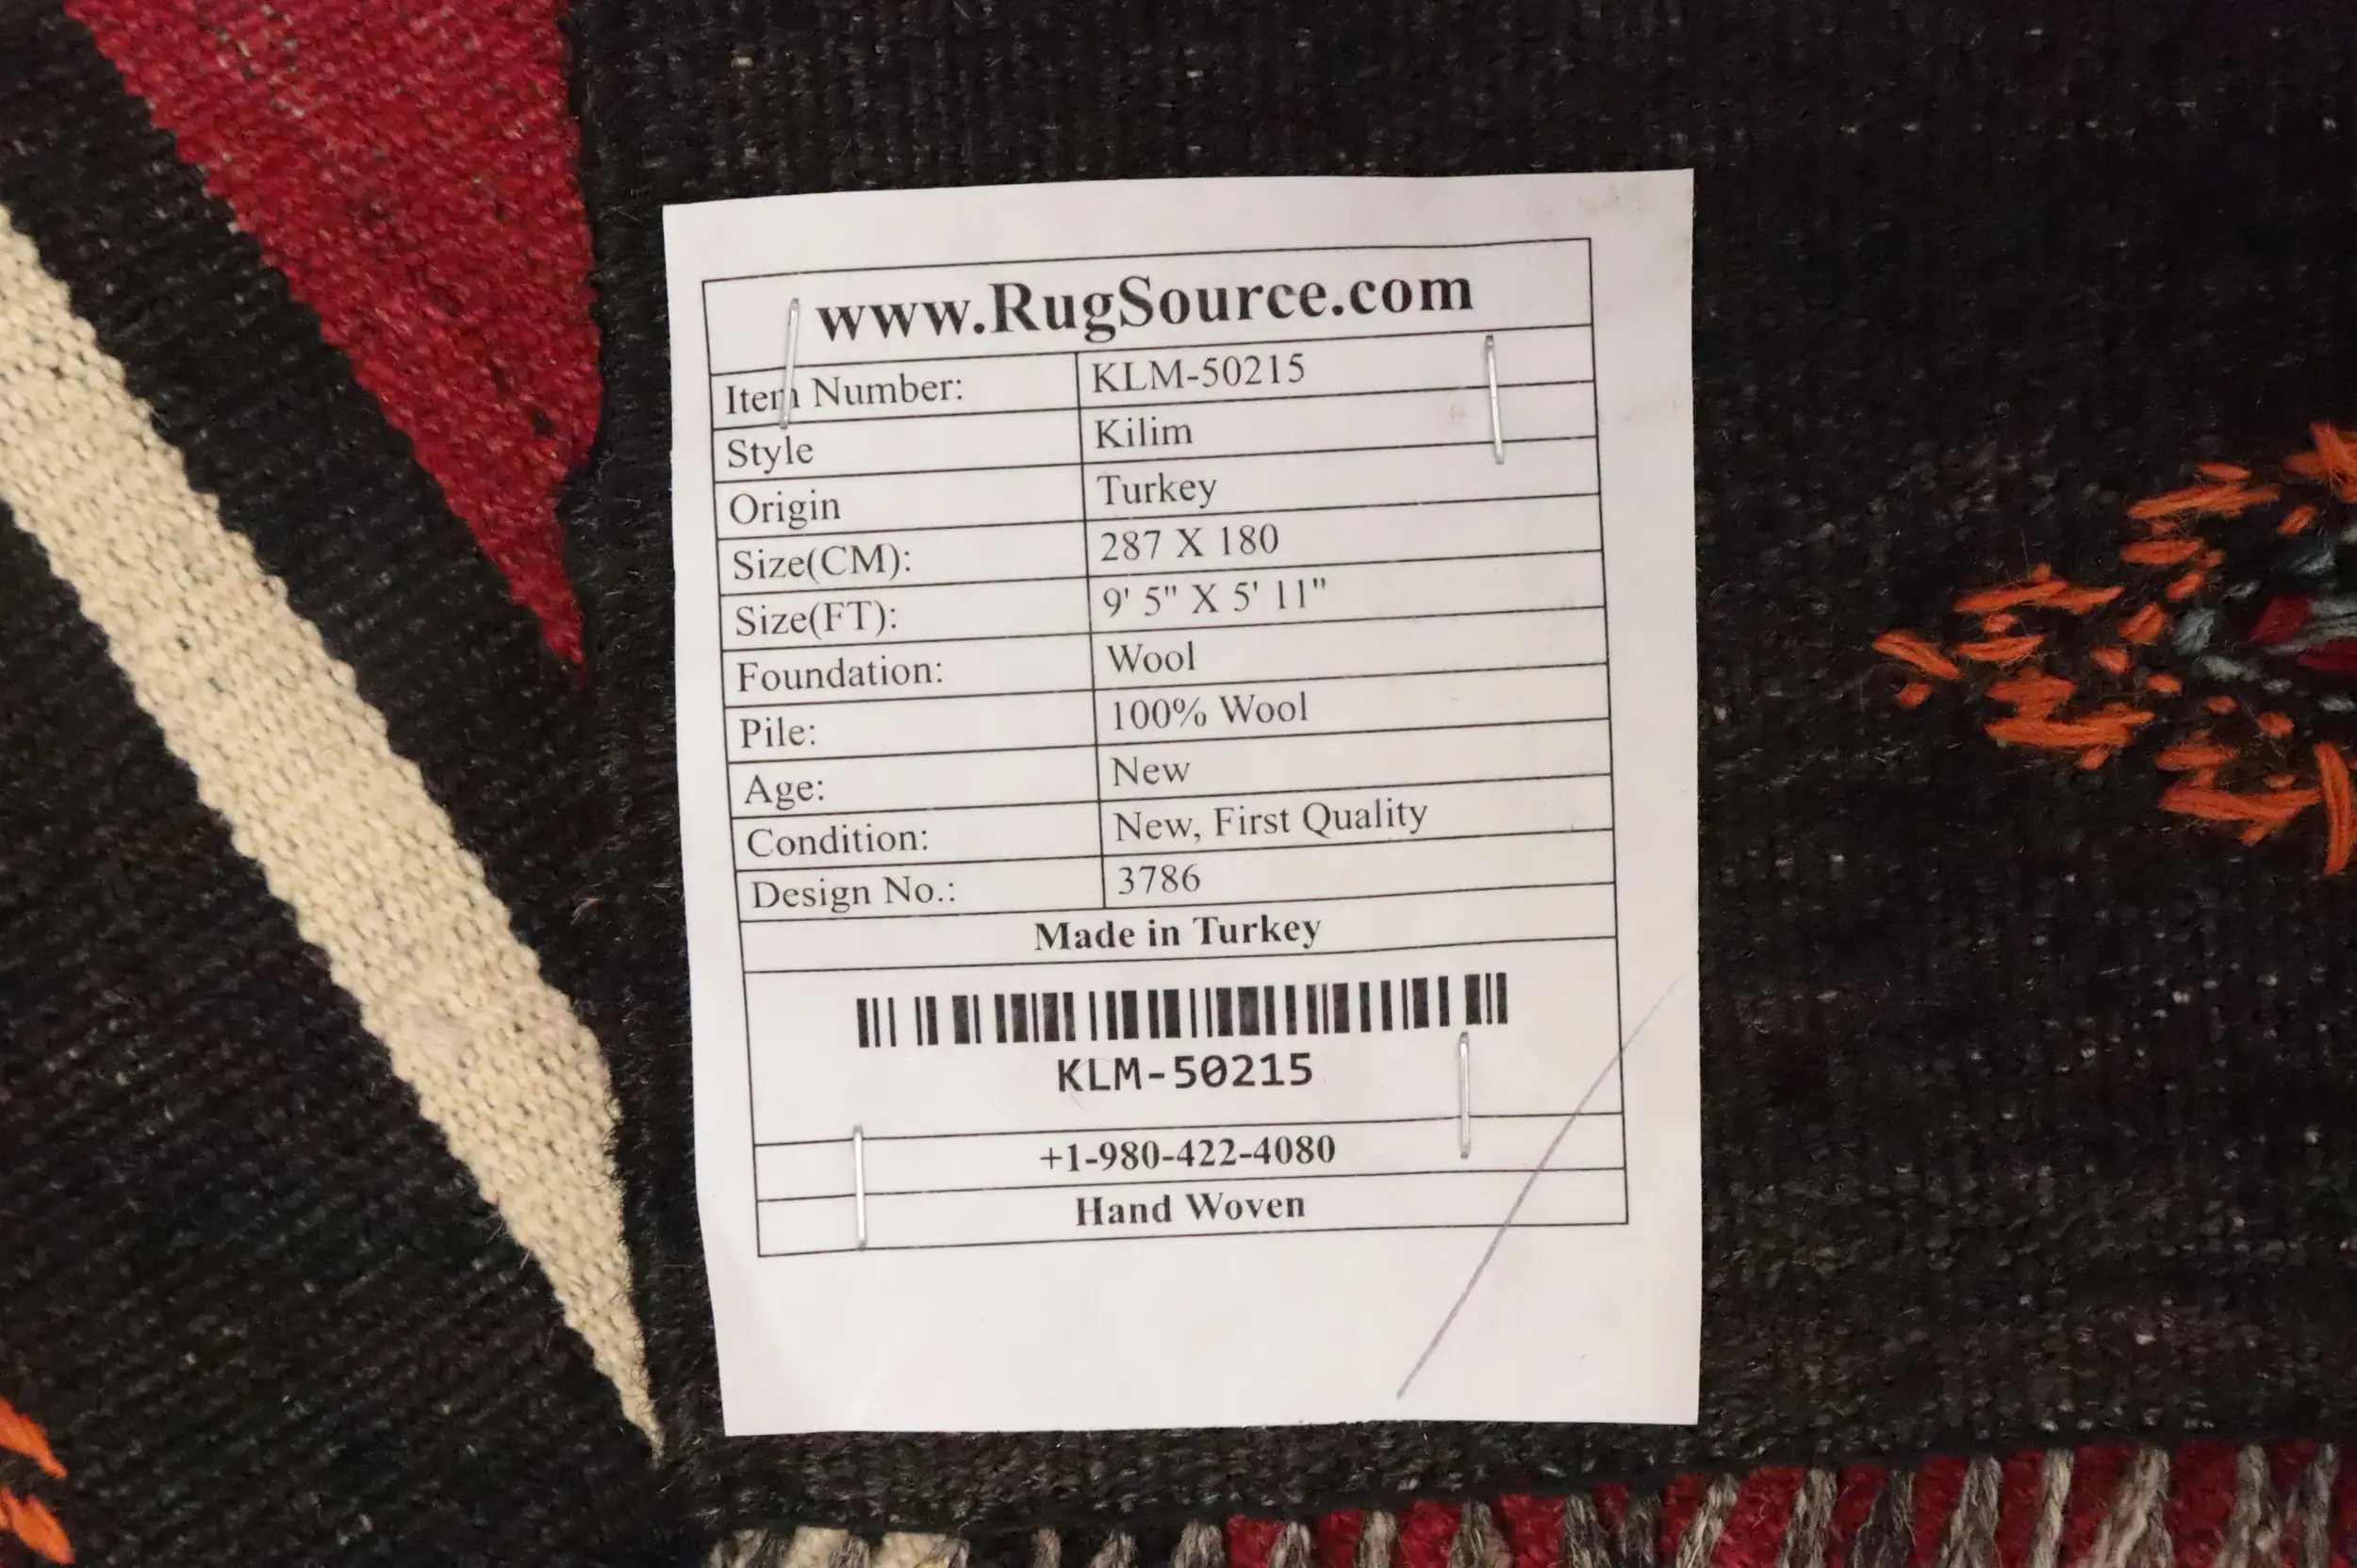 www.RugSource.com
Item Number: KLM-50215
Style Kilim
Origin Turkey
Size(CM): 287 X 180
Size(FT): 9' 5" X 5' 11"
Foundation: Wool
Pile: 100% Wool
Age: New
Condition: New, First Quality
Design No.: 3786
Made in Turkey
KLM-50215
+1-980-422-4080
Hand Woven